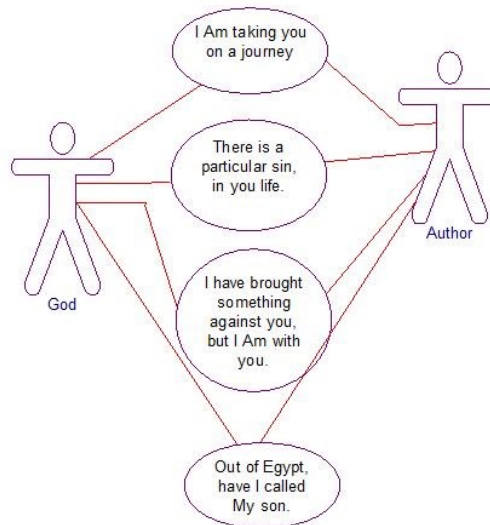 I Am taking you
on a journey
There is a
particular sin,
in you life.
God
Author
I have brought
something
against you,
but I Am with
you.
Out of Egypt,
have I called
My son.